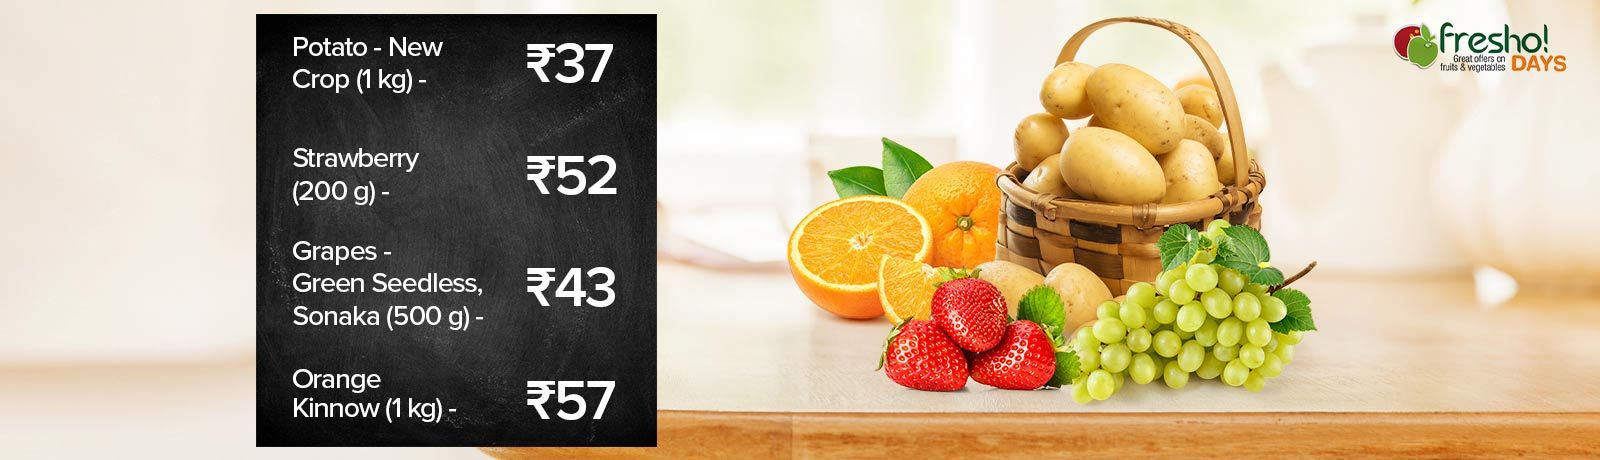 Potato - New
Crop (1 kg) -
₹37
Strawberry
(200 g) -
₹52
Grapes -
Green Seedless,
Sonaka (500 g) -
₹43
Orange
Kinnow (1 kg) -
₹57
fresho!
Great offers on
fruits & vegetables
DAYS